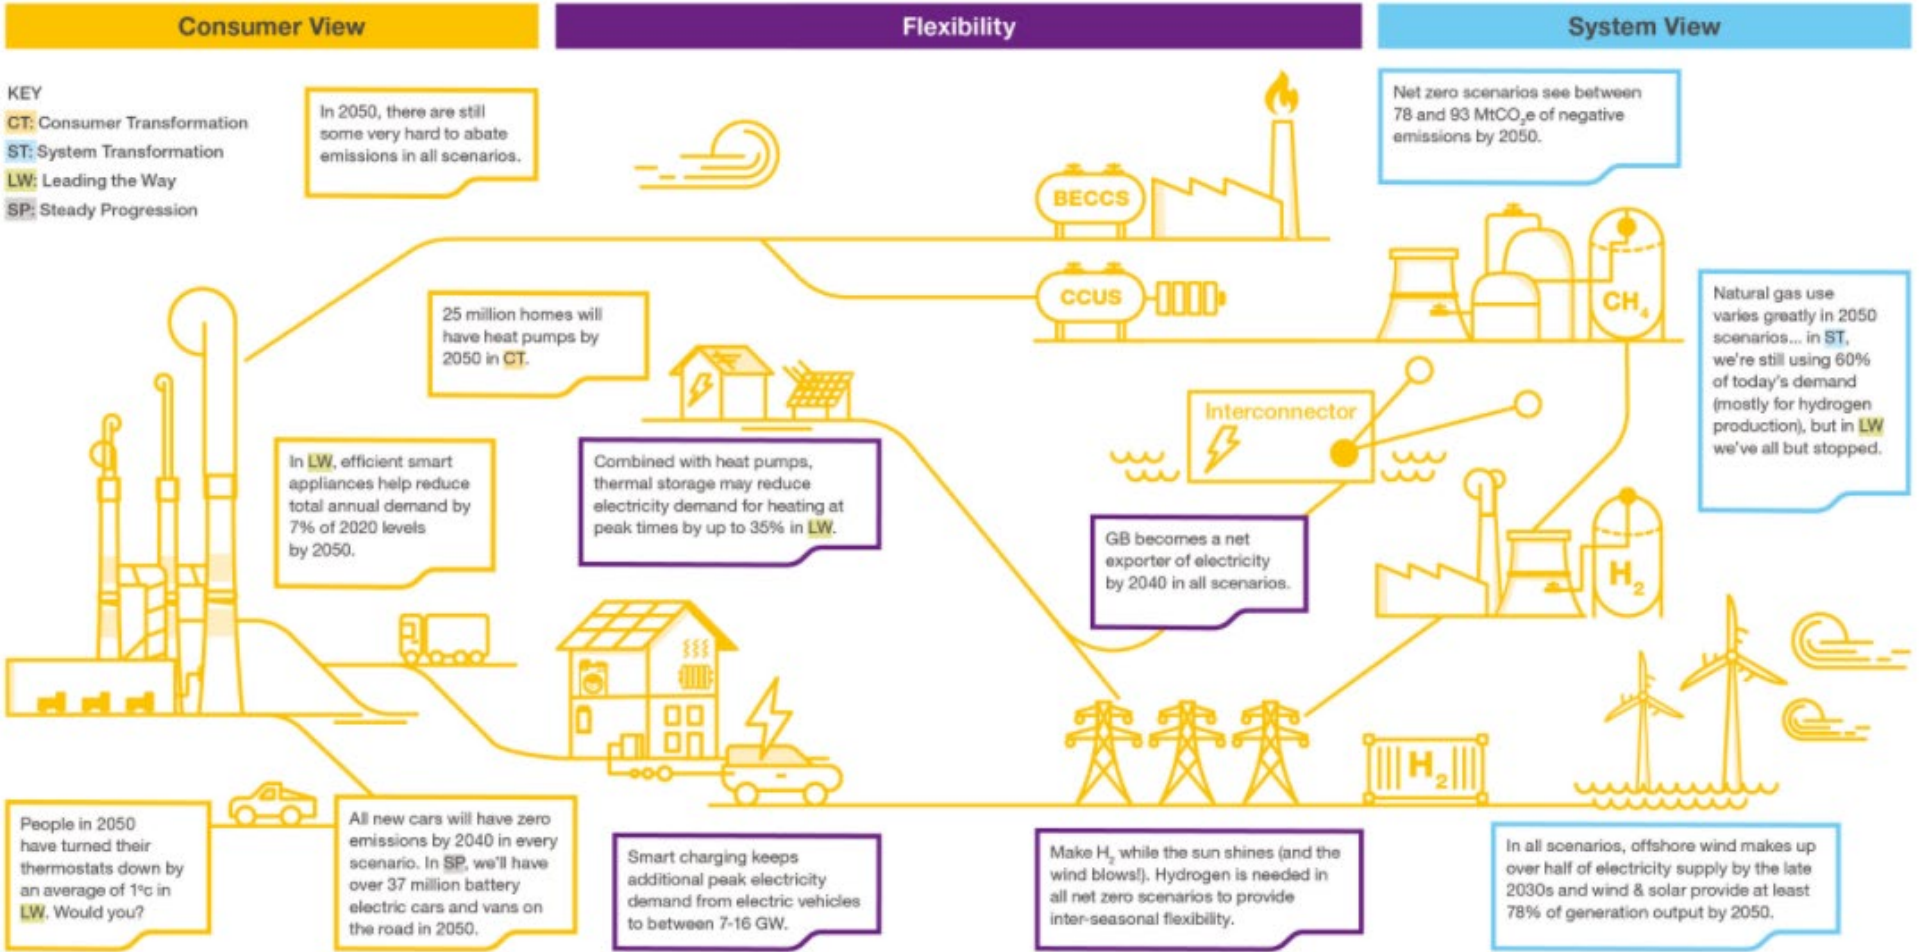 Consumer View
Flexibility
System View
KEY
CT: Consumer Transformation
ST: System Transformation
LW: Leading the Way
SP: Steady Progression
In 2050, there are still
some very hard to abate
emissions in all scenarios.
BECCS
Net zero scenarios see between
78 and 93 MtCO₂e of negative
emissions by 2050.
25 million homes will
have heat pumps by
2050 in CT.
CCUS
CH₄
Natural gas use
varies greatly in 2050
scenarios... in ST,
we're still using 60%
of today's demand
(mostly for hydrogen
production), but in LW
we've all but stopped.
In LW, efficient smart
appliances help reduce
total annual demand by
7% of 2020 levels
by 2050.
Combined with heat pumps,
thermal storage may reduce
electricity demand for heating at
peak times by up to 35% in LW.
Interconnector
GB becomes a net
exporter of electricity
by 2040 in all scenarios.
H₂
H₂
People in 2050
have turned their
thermostats down by
an average of 1ºc in
LW. Would you?
All new cars will have zero
emissions by 2040 in every
scenario. In SP, we'll have
over 37 million battery
electric cars and vans on
the road in 2050.
Smart charging keeps
additional peak electricity
demand from electric vehicles
to between 7-16 GW.
Make H₂ while the sun shines (and the
wind blows!). Hydrogen is needed in
all net zero scenarios to provide
inter-seasonal flexibility.
In all scenarios, offshore wind makes up
over half of electricity supply by the late
2030s and wind & solar provide at least
78% of generation output by 2050.